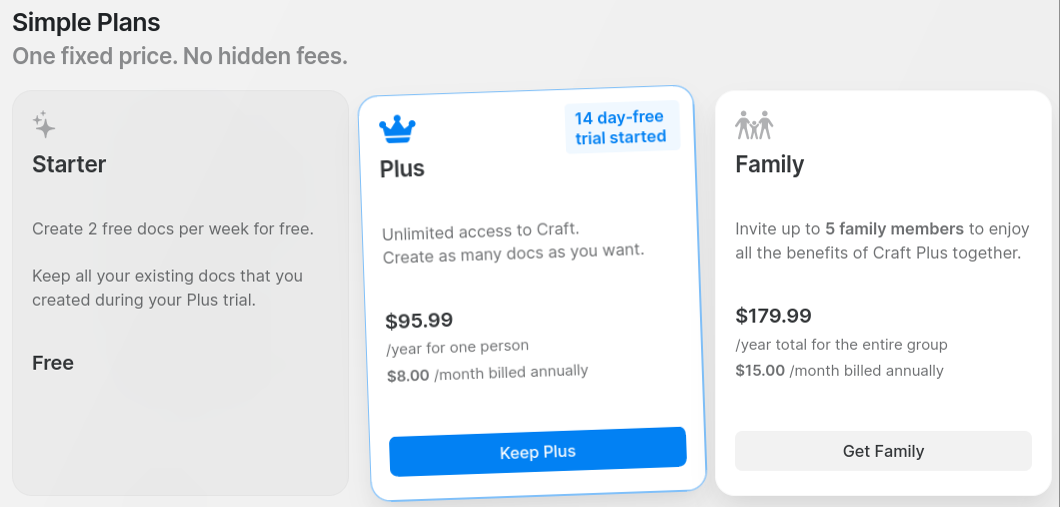 Simple Plans
One fixed price. No hidden fees.
Starter
Create 2 free docs per week for free.
Keep all your existing docs that you
created during your Plus trial.
Free
14 day-free
trial started
Plus
Unlimited access to Craft.
Create as many docs as you want.
$95.99
/year for one person
$8.00 /month billed annually
Keep Plus
Family
Invite up to 5 family members to enjoy
all the benefits of Craft Plus together.
$179.99
/year total for the entire group
$15.00 /month billed annually
Get Family